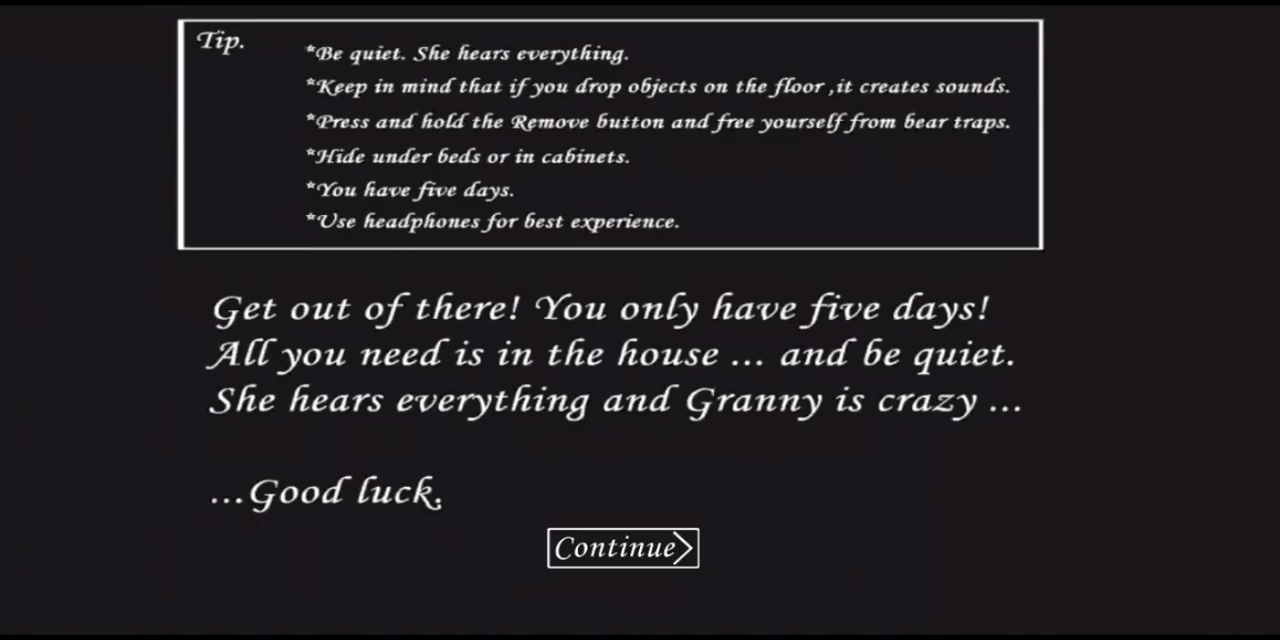 Tip.
*Be quiet. She hears everything.
*Keep in mind that if you drop objects on the floor ,it creates sounds.
*Press and hold the Remove button and free yourself from bear traps.
*Hide under beds or in cabinets.
*You have five days.
*Use headphones for best experience.
Get out of there! You only have five days!
All you need is in the house ... and be quiet.
She hears everything and Granny is crazy ...
...Good luck.
Continue>